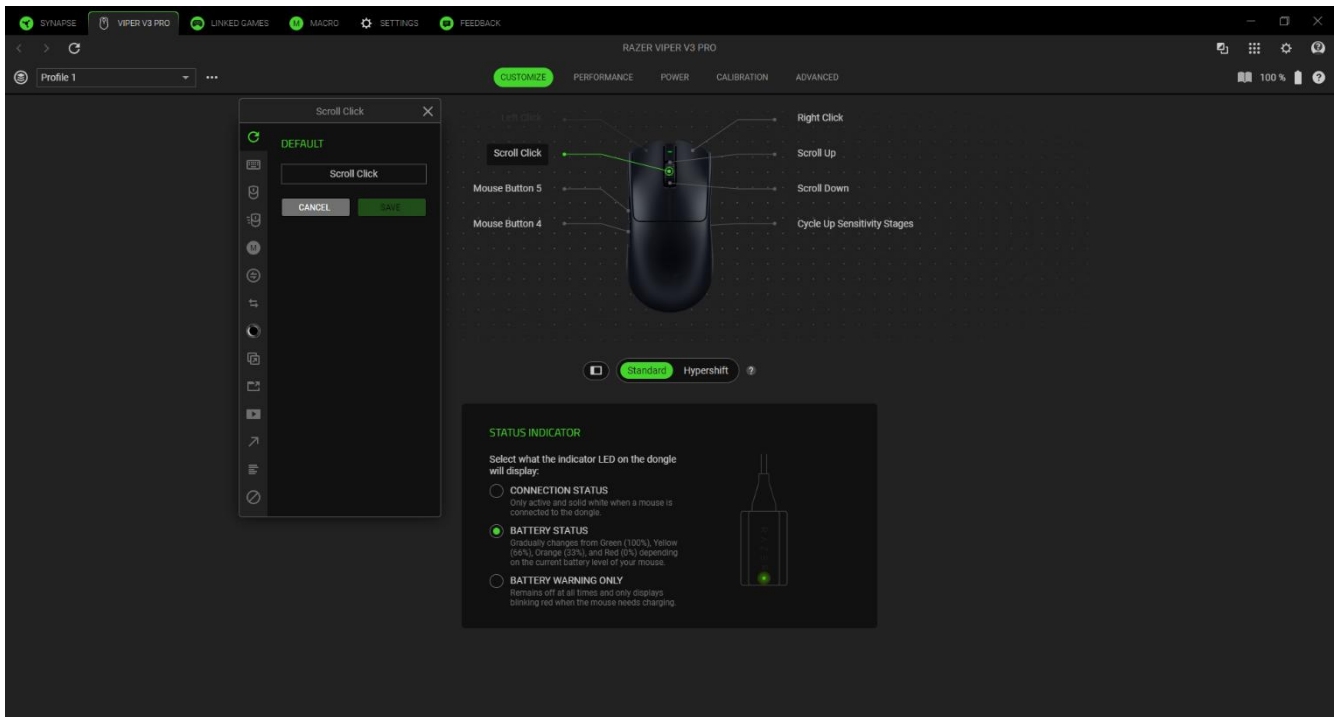 SYNAPSE VIPER V3 PRO LINKED GAMES M MACRO SETTINGS FEEDBACK
RAZER VIPER V3 PRO
Profile 1 CUSTOMIZE PERFORMANCE POWER CALIBRATION ADVANCED 100 % ?
Scroll Click
DEFAULT
Scroll Click
CANCEL SAVE
M
Left Click Right Click
Scroll Click Scroll Up
Mouse Button 5 Scroll Down
Mouse Button 4 Cycle Up Sensitivity Stages
Standard Hypershift ?
STATUS INDICATOR
Select what the indicator LED on the dongle
will display:
CONNECTION STATUS
Only active and solid white when a mouse is
connected to the dongle.
BATTERY STATUS
Gradually changes from Green (100%), Yellow
(66%), Orange (33%), and Red (0%) depending
on the current battery level of your mouse.
BATTERY WARNING ONLY
Remains off at all times and only displays
blinking red when the mouse needs charging.